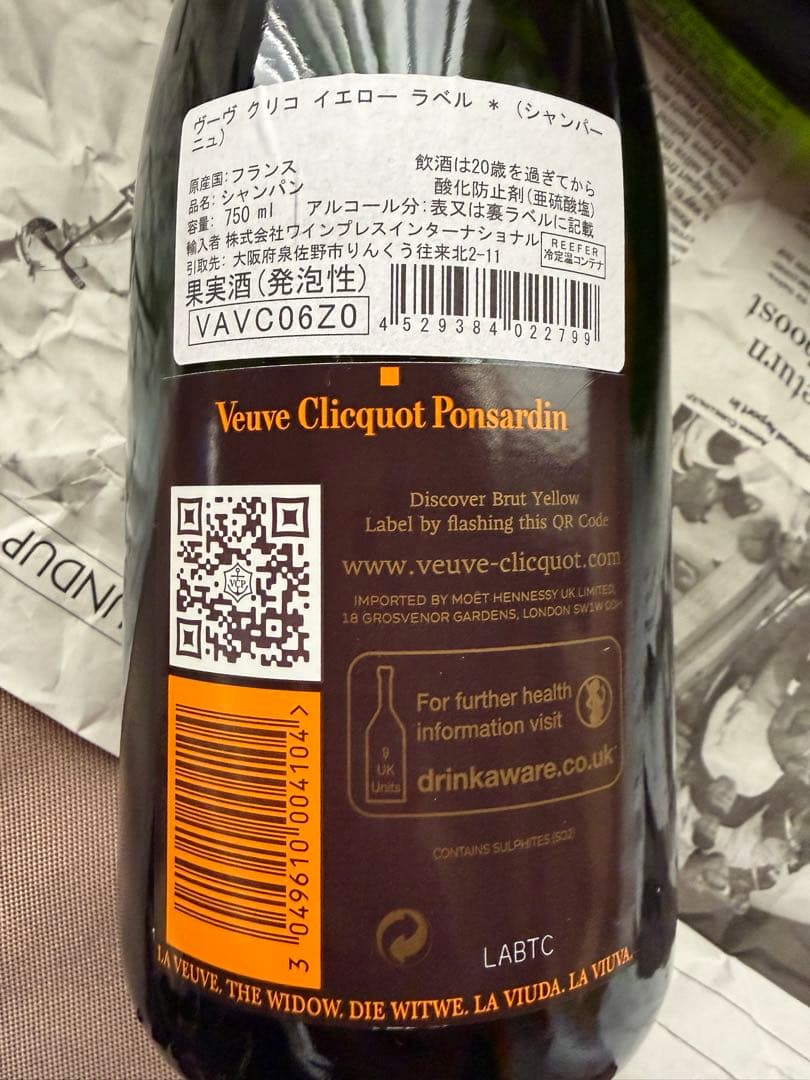 ヴーヴ クリコ イエロー ラベル *（シャンパー
ニュ）
原産国:フランス
飲酒は20歳を過ぎてから
品名:シャンパン
酸化防止剤(亜硫酸塩)
容量: 750 ml アルコール分:表又は裏ラベルに記載
輸入者 株式会社ワインプレスインターナショナル
引取先: 大阪府泉佐野市りんくう往来北2-11
REEFER
冷定温コンテナ
果実酒(発泡性)
VAVC06Z0
4 529384 022799
Veuve Clicquot Ponsardin
Discover Brut Yellow
Label by flashing this QR Code
www.veuve-clicquot.com
IMPORTED BY MOËT HENNESSY UK LIMITED,
18 GROSVENOR GARDENS, LONDON SW1W
VCP
For further health
information visit
drinkaware.co.uk
9
UK
Units
3 049610 004104 >
CONTAINS SULPHITES (SO2)
LABTC
LA VEUVE. THE WIDOW. DIE WITWE. LA VIUDA. LA VIUVA.
UNDUP
eturn
oost